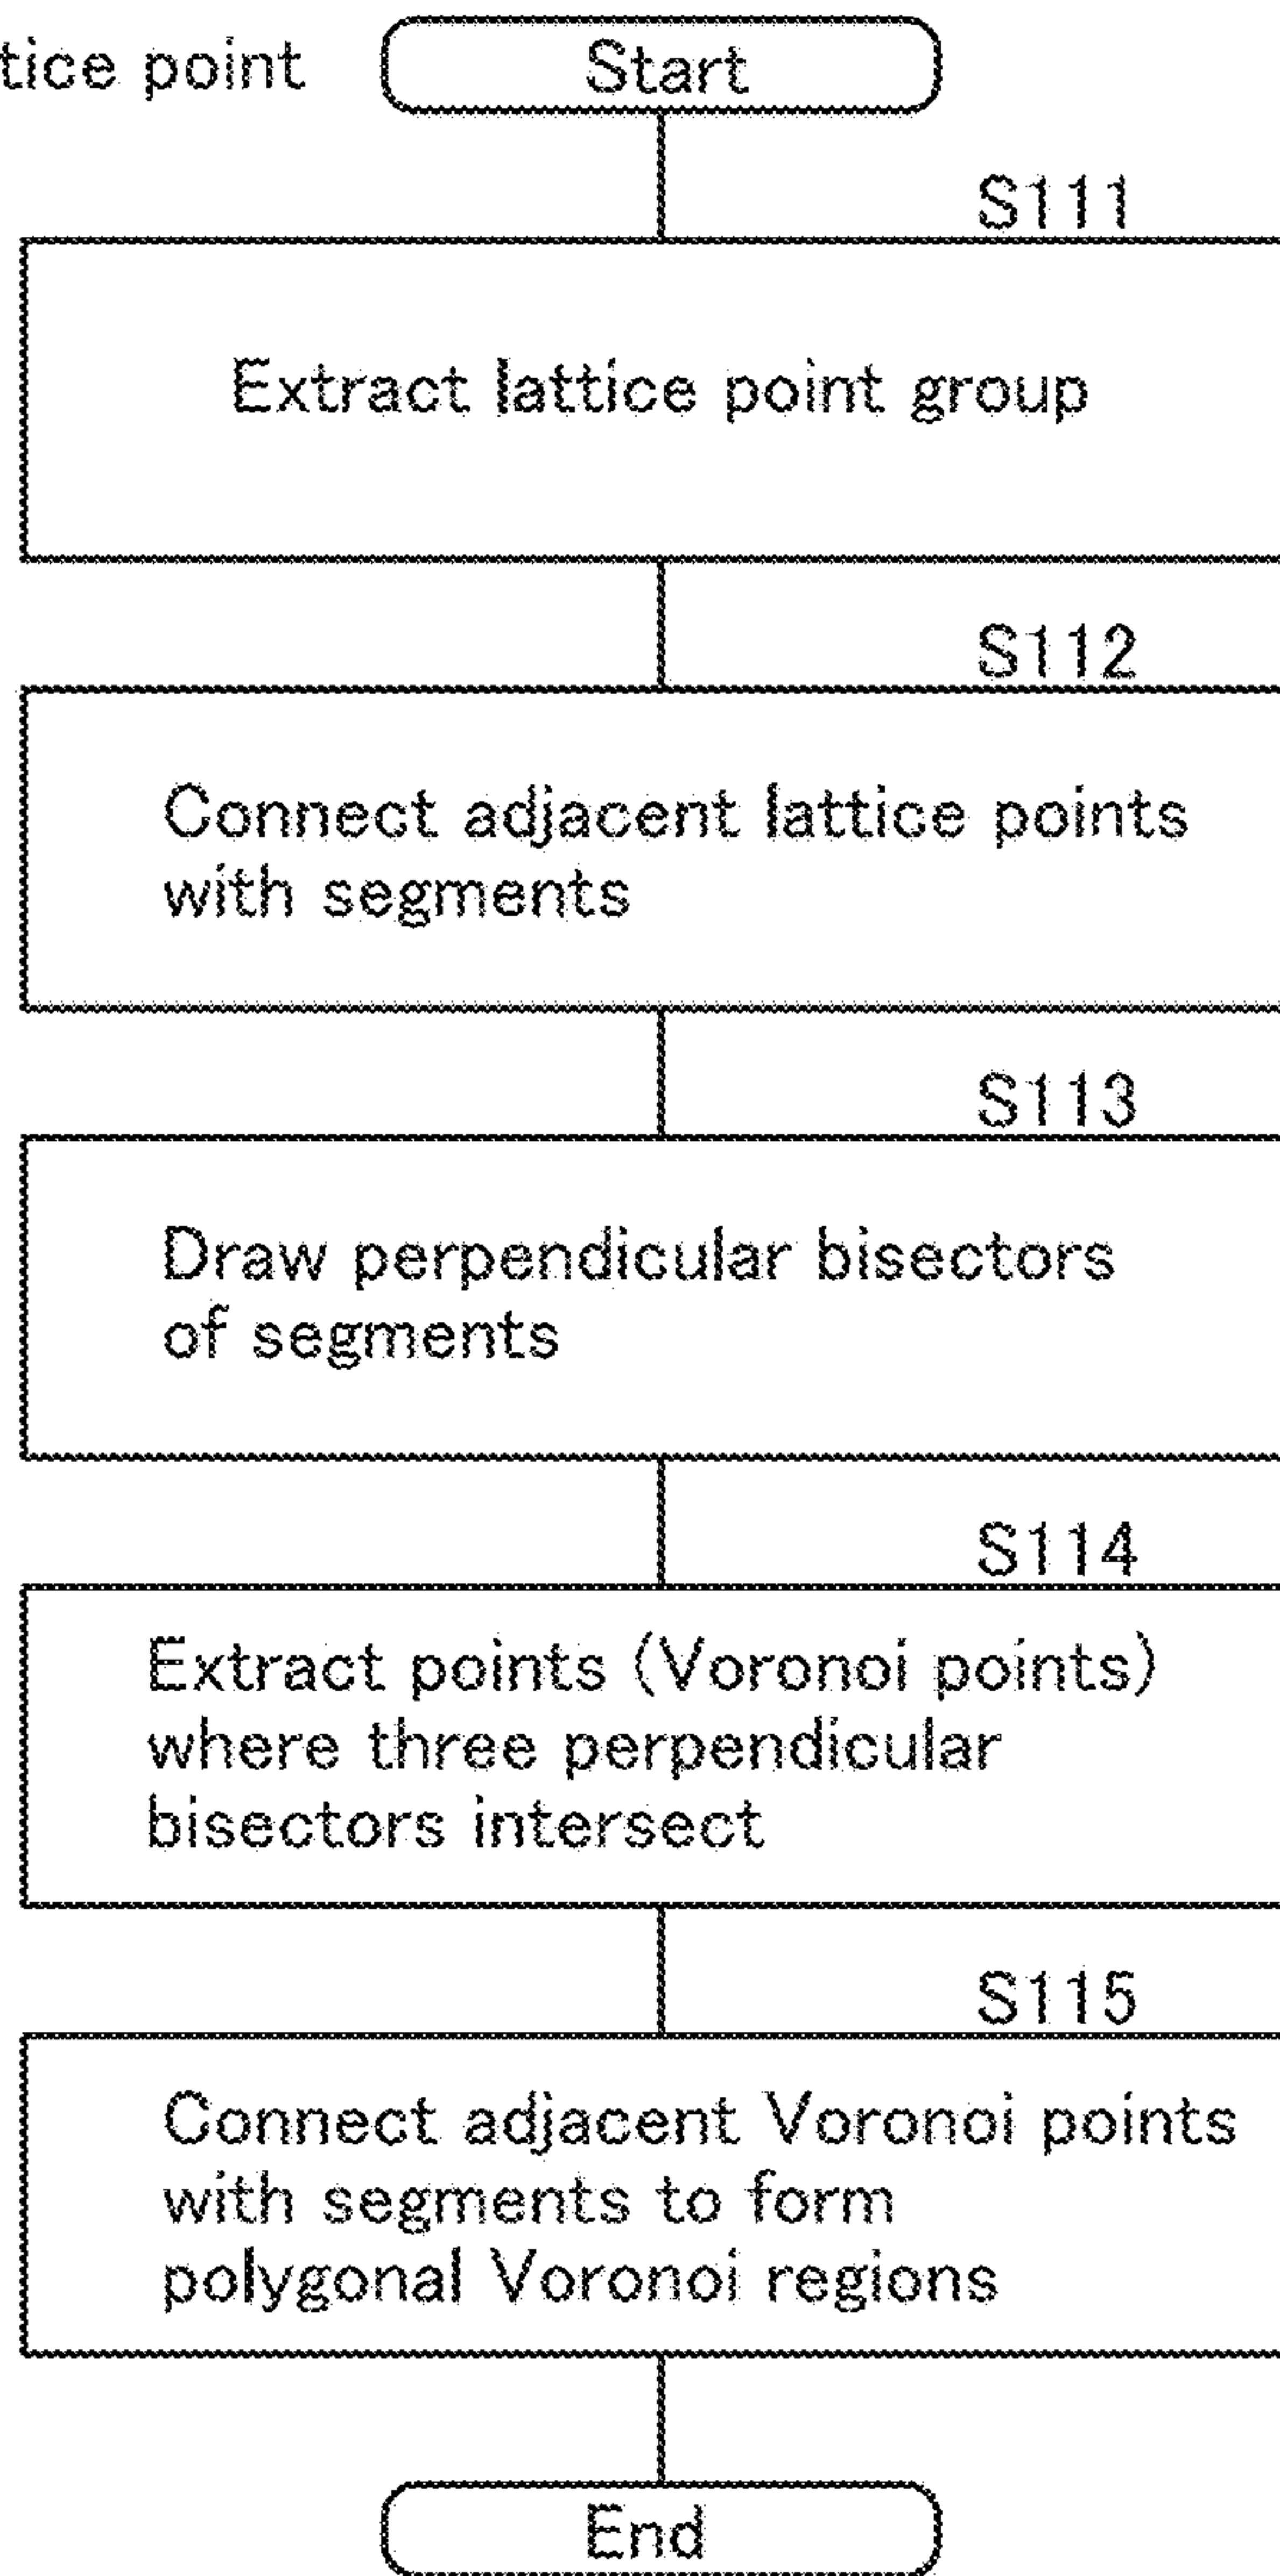 tice point
Start
S111
Extract lattice point group
S112
Connect adjacent lattice points
with segments
S113
Draw perpendicular bisectors
of segments
S114
Extract points (Voronoi points)
where three perpendicular
bisectors intersect
S115
Connect adjacent Voronoi points
with segments to form
polygonal Voronoi regions
End